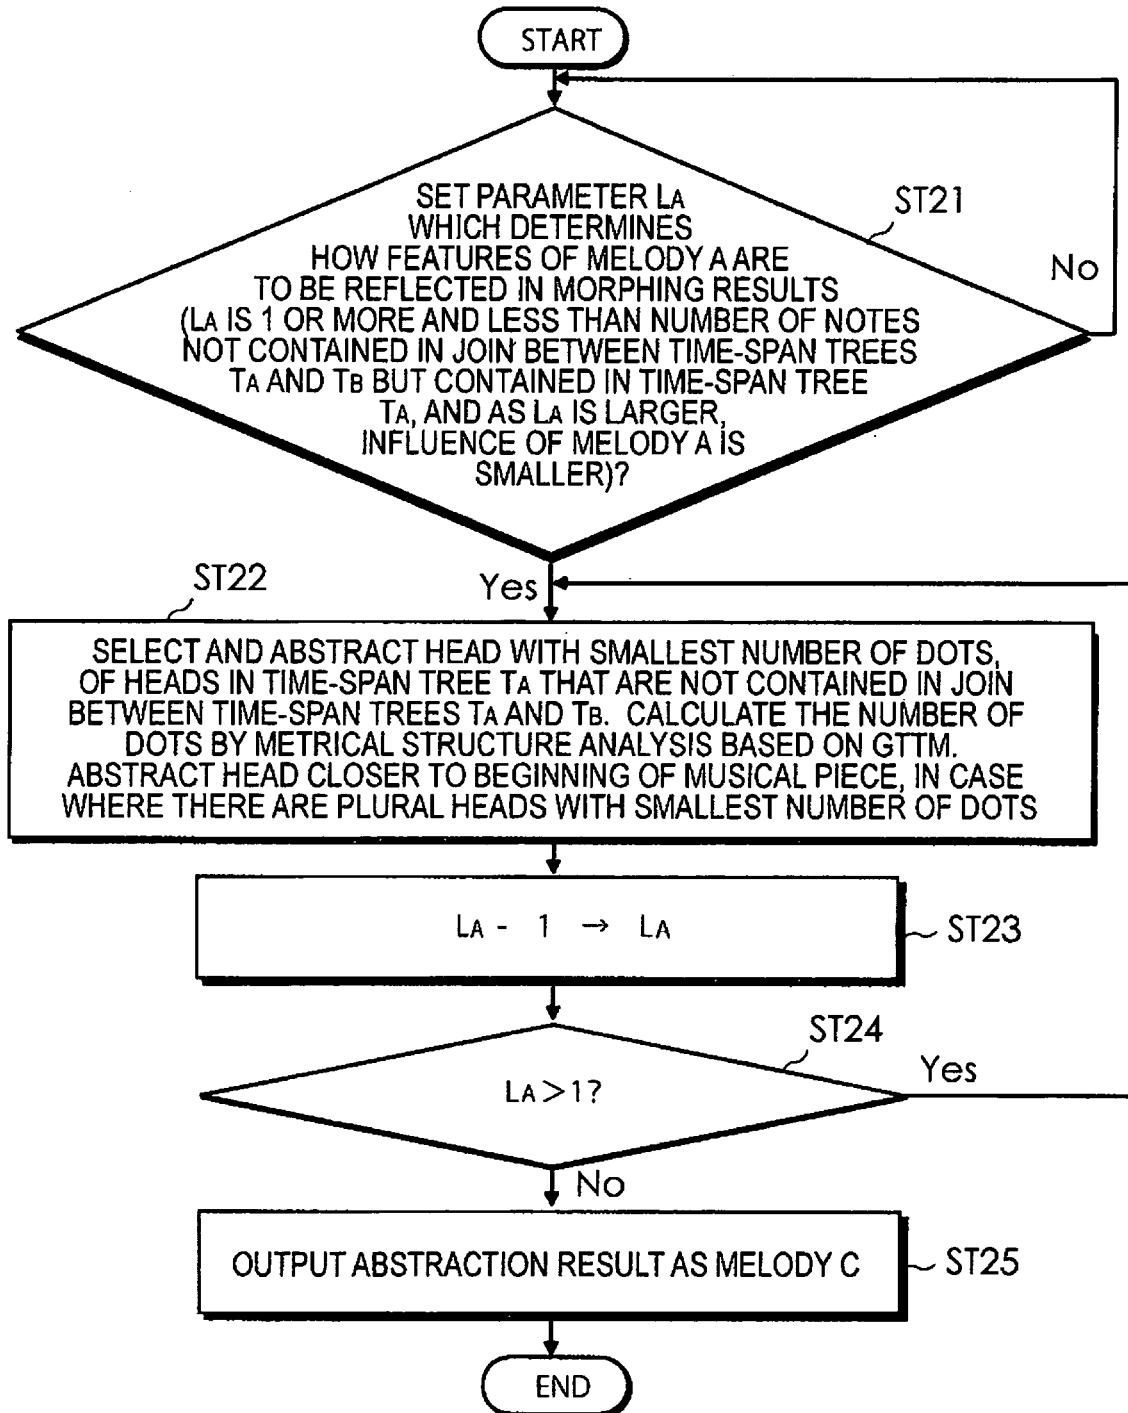 START
SET PARAMETER LA
WHICH DETERMINES
HOW FEATURES OF MELODY A ARE
TO BE REFLECTED IN MORPHING RESULTS
(LA IS 1 OR MORE AND LESS THAN NUMBER OF NOTES
NOT CONTAINED IN JOIN BETWEEN TIME-SPAN TREES
TA AND TB BUT CONTAINED IN TIME-SPAN TREE
TA, AND AS LA IS LARGER,
INFLUENCE OF MELODY A IS
SMALLER)?
ST21
No
Yes
ST22
SELECT AND ABSTRACT HEAD WITH SMALLEST NUMBER OF DOTS,
OF HEADS IN TIME-SPAN TREE TA THAT ARE NOT CONTAINED IN JOIN
BETWEEN TIME-SPAN TREES TA AND TB. CALCULATE THE NUMBER OF
DOTS BY METRICAL STRUCTURE ANALYSIS BASED ON GTTM.
ABSTRACT HEAD CLOSER TO BEGINNING OF MUSICAL PIECE, IN CASE
WHERE THERE ARE PLURAL HEADS WITH SMALLEST NUMBER OF DOTS
LA - 1 → LA
ST23
ST24
LA > 1?
Yes
No
OUTPUT ABSTRACTION RESULT AS MELODY C
ST25
END